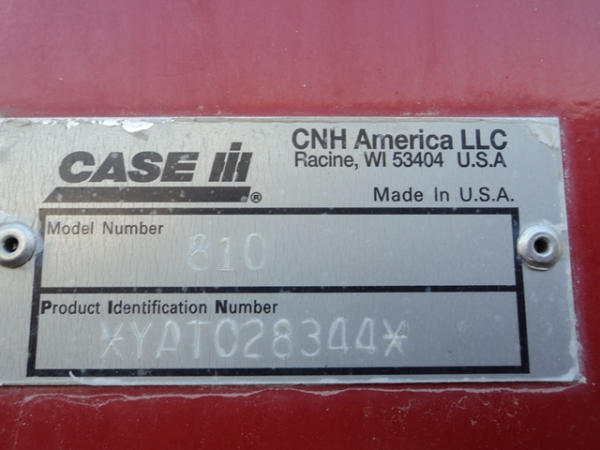 CASE IH
®
CNH America LLC
Racine, WI 53404 U.S.A
Made In U.S.A.
Model Number
810
Product Identification Number
*YAT028344*